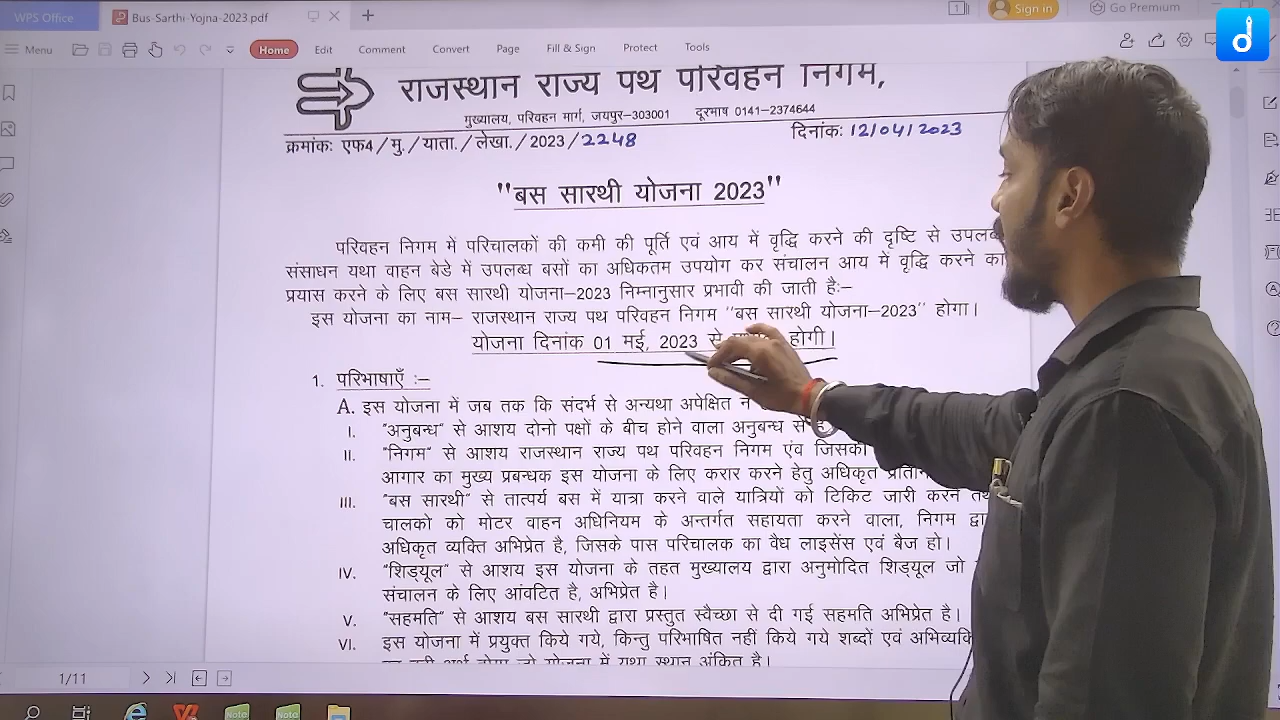 WPS Office
Bus-Sarthi-Yojna-2023.pdf
1
Sign in
Go Premium
Menu
Home
Edit
Comment
Convert
Page
Fill & Sign
Protect
Tools
राजस्थान राज्य पथ परिवहन निगम,
मुख्यालय, परिवहन मार्ग, जयपुर-303001 दूरभाष 0141-2374644
क्रमांकः एफ4/मु./याता./लेखा./2023/2248 दिनांकः 12/04/2023
"बस सारथी योजना 2023"
परिवहन निगम में परिचालकों की कमी की पूर्ति एवं आय में वृद्धि करने की दृष्टि से
संसाधन यथा वाहन बेडे में उपलब्ध बसों का अधिकतम उपयोग कर संचालन आय में वृद्धि करने का
प्रयास करने के लिए बस सारथी योजना-2023 निम्नानुसार प्रभावी की जाती हैः-
इस योजना का नाम- राजस्थान राज्य पथ परिवहन निगम "बस सारथी योजना-2023" होगा।
योजना दिनांक 01 मई, 2023 से होगी।
1. परिभाषाएँ :-
A. इस योजना में जब तक कि संदर्भ से अन्यथा अपेक्षित न
I. "अनुबन्ध" से आशय दोनो पक्षों के बीच होने वाला अनुबन्ध से
II. "निगम" से आशय राजस्थान राज्य पथ परिवहन निगम एंव जिसकी
आगार का मुख्य प्रबन्धक इस योजना के लिए करार करने हेतु अधिकृत
III. "बस सारथी" से तात्पर्य बस में यात्रा करने वाले यात्रियों को टिकिट जारी करने
चालको को मोटर वाहन अधिनियम के अन्तर्गत सहायता करने वाला, निगम
अधिकृत व्यक्ति अभिप्रेत है, जिसके पास परिचालक का वैध लाइसेंस एवं बैज हो।
IV. "शिड्यूल" से आशय इस योजना के तहत मुख्यालय द्वारा अनुमोदित शिड्यूल जो
संचालन के लिए आंवटित है, अभिप्रेत है।
V. "सहमति" से आशय बस सारथी द्वारा प्रस्तुत स्वैच्छा से दी गई सहमति अभिप्रेत है।
VI. इस योजना में प्रयुक्त किये गये, किन्तु परिभाषित नहीं किये गये शब्दों एवं
1/11
Note
Note